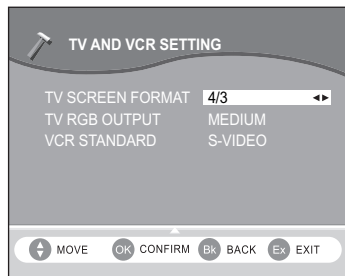 TV AND VCR SETTING
TV SCREEN FORMAT 4/3
TV RGB OUTPUT MEDIUM
VCR STANDARD S-VIDEO
MOVE OK CONFIRM Bk BACK Ex EXIT